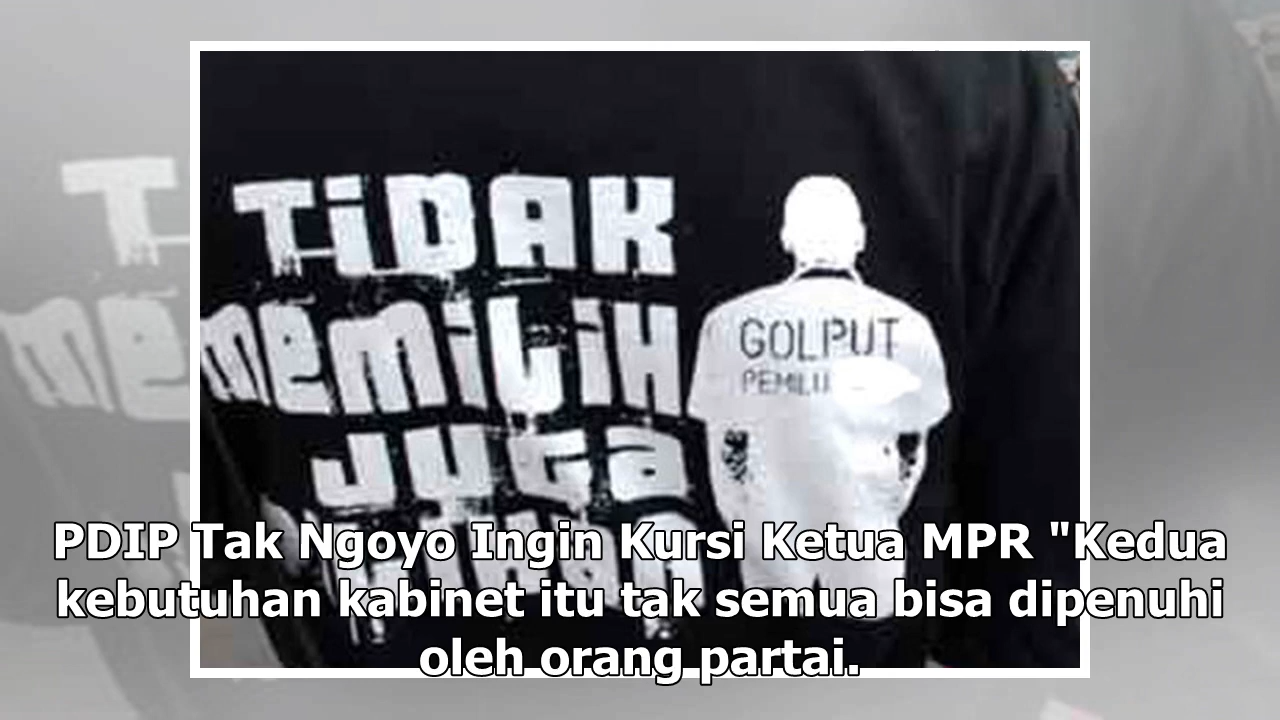 TiDAK
MEMiLiH
JUGa
GOLPUT
PEMILU
PDIP Tak Ngoyo Ingin Kursi Ketua MPR "Kedua
kebutuhan kabinet itu tak semua bisa dipenuhi
oleh orang partai.